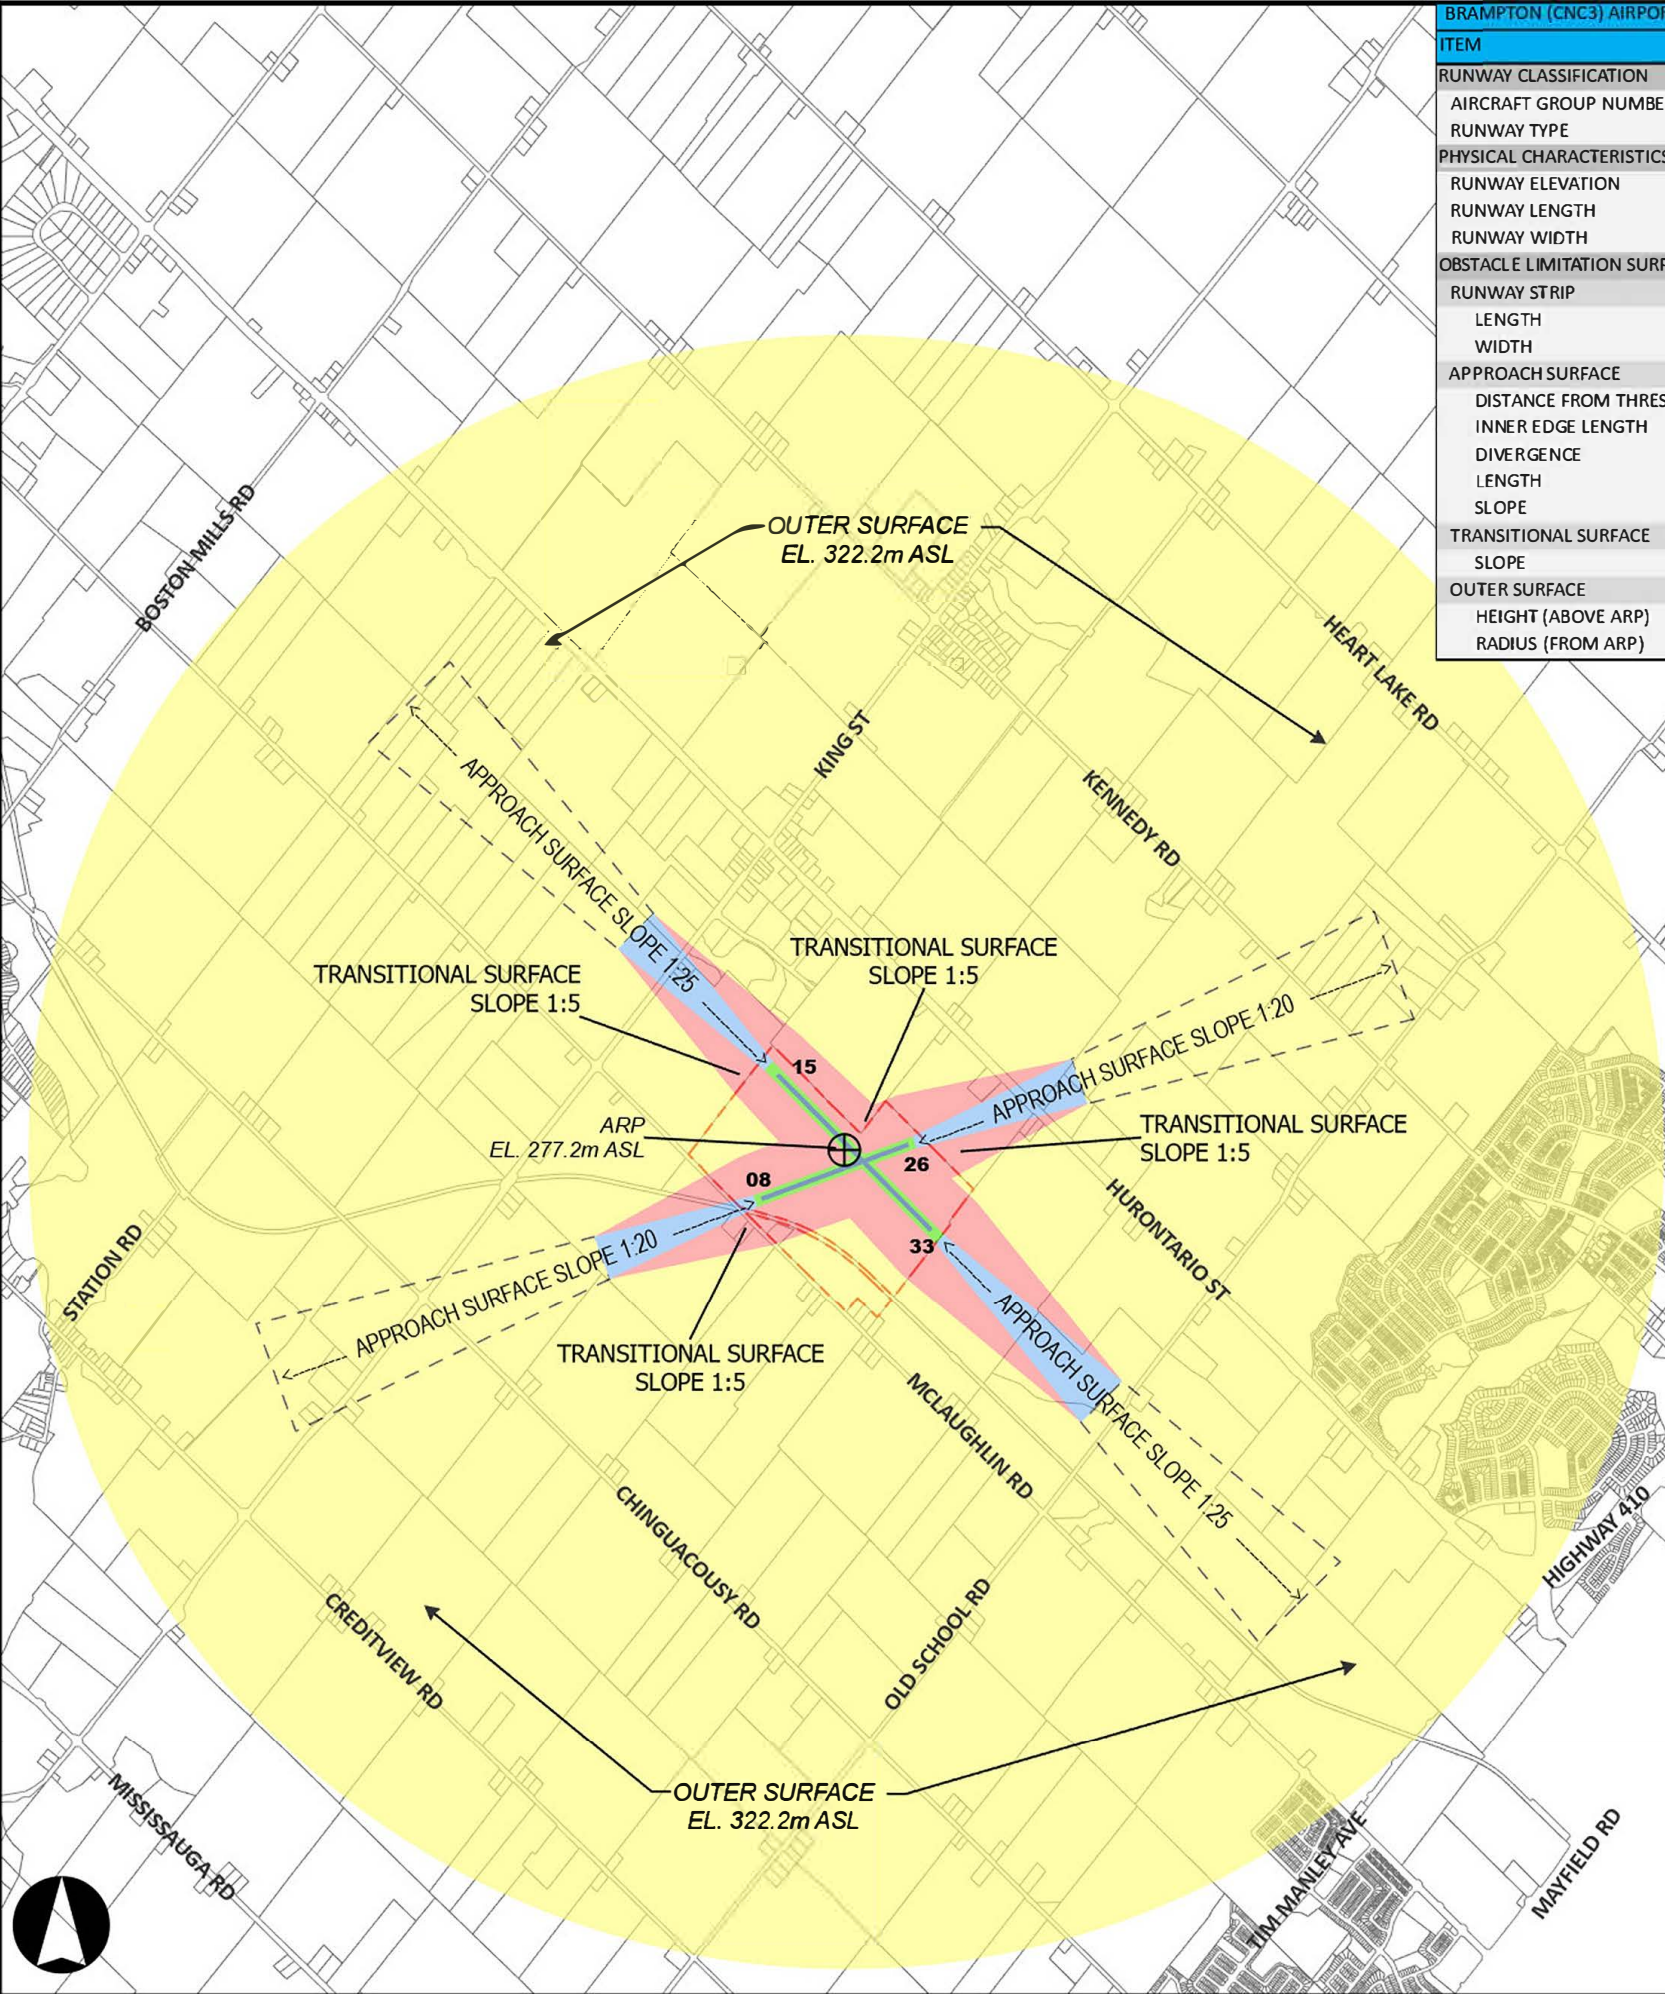 BRAMPTON (CNC3) AIRPOR
ITEM
RUNWAY CLASSIFICATION
AIRCRAFT GROUP NUMBE
RUNWAY TYPE
PHYSICAL CHARACTERISTICS
RUNWAY ELEVATION
RUNWAY LENGTH
RUNWAY WIDTH
OBSTACLE LIMITATION SURF
RUNWAY STRIP
LENGTH
WIDTH
APPROACH SURFACE
DISTANCE FROM THRES
INNER EDGE LENGTH
DIVERGENCE
LENGTH
SLOPE
TRANSITIONAL SURFACE
SLOPE
OUTER SURFACE
HEIGHT (ABOVE ARP)
RADIUS (FROM ARP)
BOSTON MILLS RD
OUTER SURFACE
EL. 322.2m ASL
HEART LAKE RD
KING ST
KENNEDY RD
APPROACH SURFACE SLOPE 1:25
TRANSITIONAL SURFACE
SLOPE 1:5
TRANSITIONAL SURFACE
SLOPE 1:5
APPROACH SURFACE SLOPE 1:20
15
ARP
EL. 277.2m ASL
TRANSITIONAL SURFACE
SLOPE 1:5
26
08
HURONTARIO ST
33
STATION RD
APPROACH SURFACE SLOPE 1:20
TRANSITIONAL SURFACE
SLOPE 1:5
APPROACH SURFACE SLOPE 1:25
MCLAUGHLIN RD
CHINGUACOUSY RD
HIGHWAY 410
CREDITVIEW RD
OLD SCHOOL RD
OUTER SURFACE
EL. 322.2m ASL
MISSISSAUGA RD
TIM MANLEY AVE
MAYFIELD RD